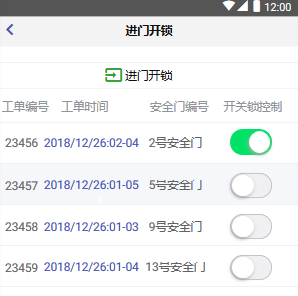 12:00
进门开锁
进门开锁
工单编号 工单时间 安全门编号 开关锁控制
23456 2018/12/26:02-04 2号安全门
23457 2018/12/26:01-05 5号安全门
23458 2018/12/26:01-03 9号安全门
23459 2018/12/26:01-04 13号安全门